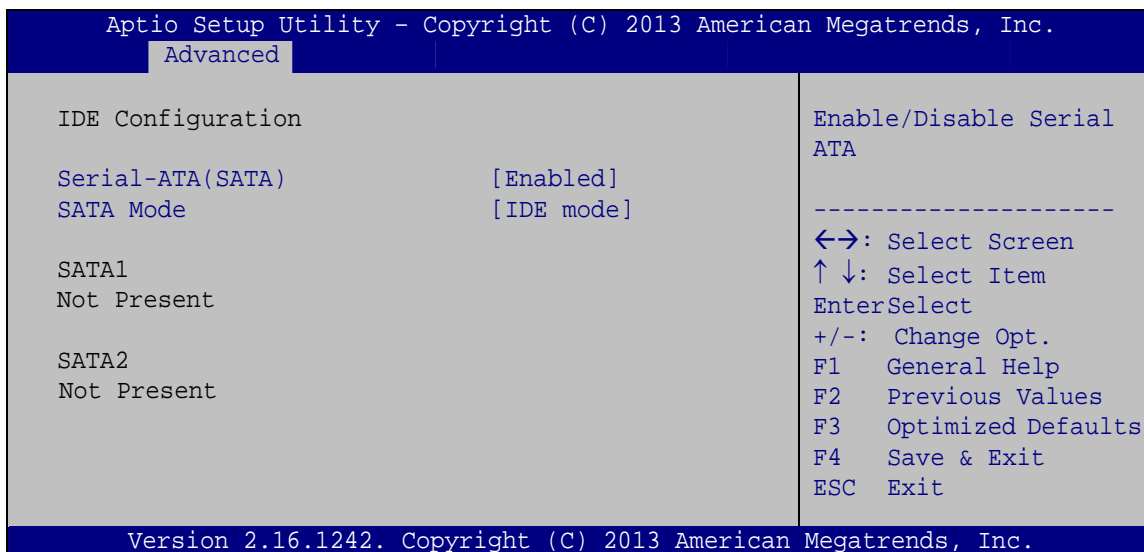 Aptio Setup Utility – Copyright (C) 2013 American Megatrends, Inc.
Advanced
IDE Configuration
Serial-ATA(SATA) [Enabled]
SATA Mode [IDE mode]
SATA1
Not Present
SATA2
Not Present
Enable/Disable Serial
ATA
---------------------
←→: Select Screen
↑ ↓: Select Item
EnterSelect
+/-: Change Opt.
F1 General Help
F2 Previous Values
F3 Optimized Defaults
F4 Save & Exit
ESC Exit
Version 2.16.1242. Copyright (C) 2013 American Megatrends, Inc.